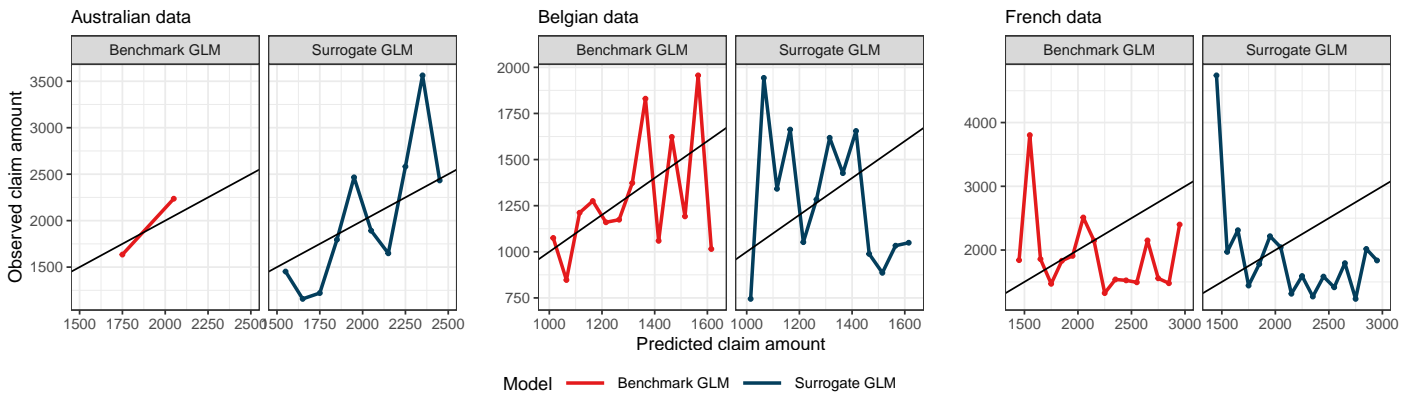 Australian data
Belgian data
French data
Benchmark GLM
Surrogate GLM
Benchmark GLM
Surrogate GLM
Benchmark GLM
Surrogate GLM
Observed claim amount
3500
3000
2500
2000
1500
2000
1750
1500
1250
1000
750
4000
3000
2000
1500 1750 2000 2250 2500
1500 1750 2000 2250 2500
1000 1200 1400 1600
1000 1200 1400 1600
1500 2000 2500 3000
1500 2000 2500 3000
Predicted claim amount
Model Benchmark GLM Surrogate GLM